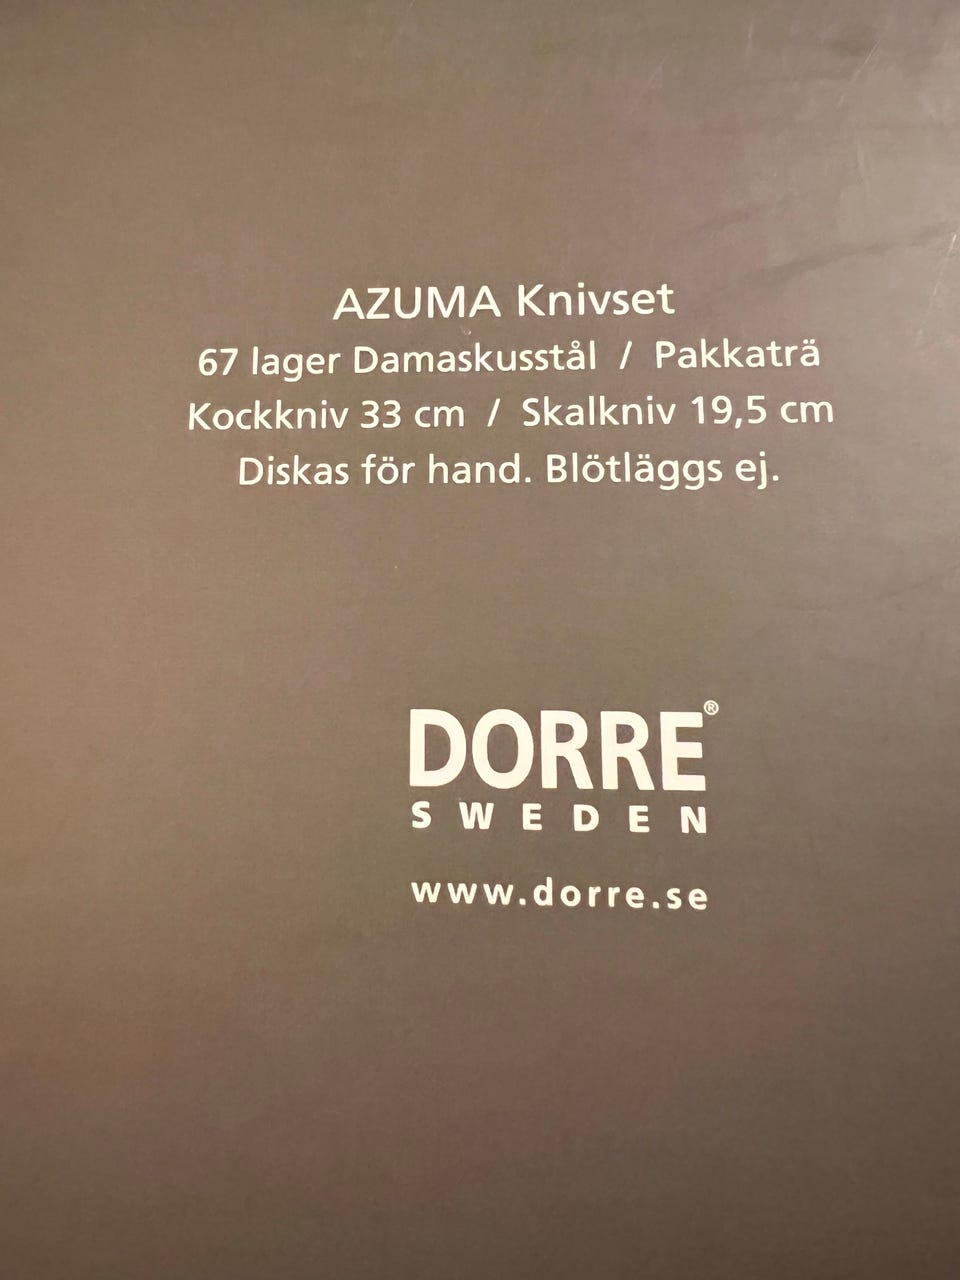 AZUMA Knivset
67 lager Damaskusstål / Pakkaträ
Kockkniv 33 cm / Skalkniv 19,5 cm
Diskas för hand. Blötläggs ej.
DORRE®
SWEDEN
www.dorre.se